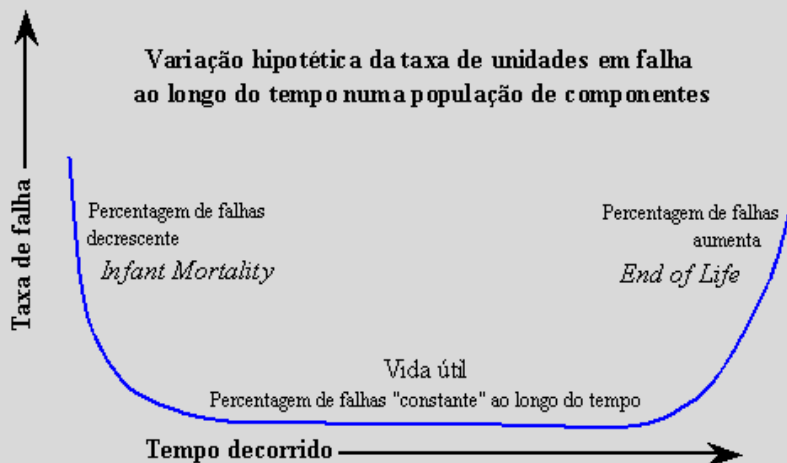 Variação hipotética da taxa de unidades em falha
ao longo do tempo numa população de componentes
Taxa de falha
Percentagem de falhas
decrescente
Infant Mortality
Percentagem de falhas
aumenta
End of Life
Vida útil
Percentagem de falhas "constante" ao longo do tempo
Tempo decorrido